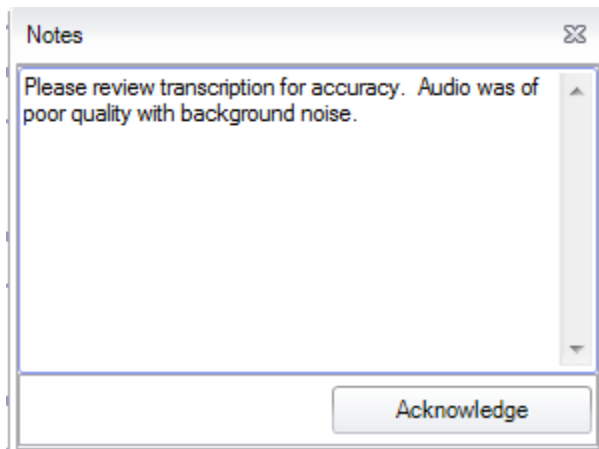 Notes
Please review transcription for accuracy.  Audio was of
poor quality with background noise.
Acknowledge